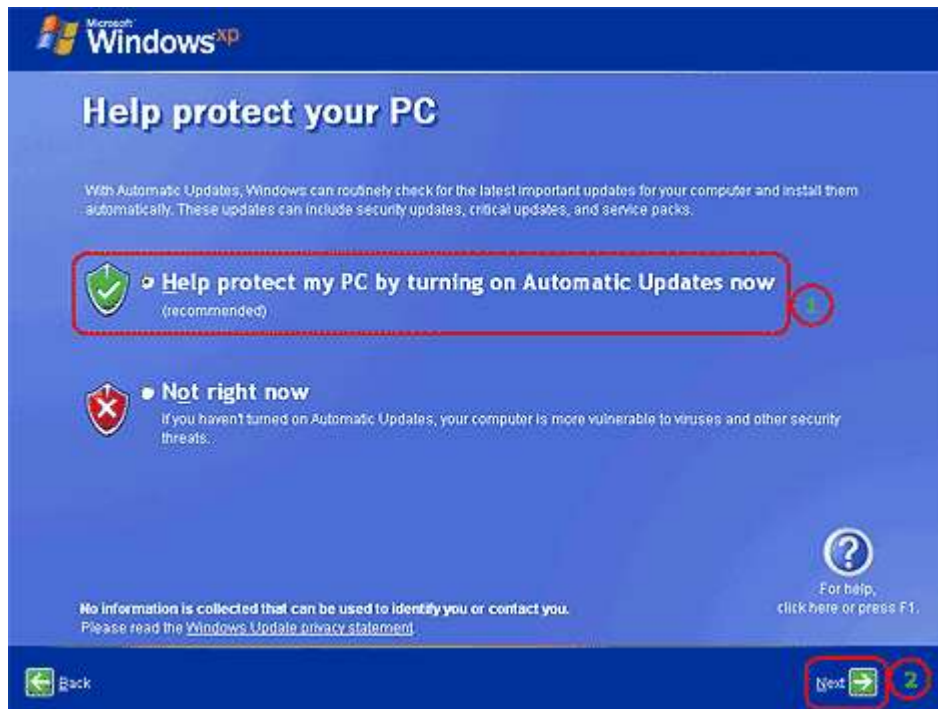 Microsoft
Windows xp
Help protect your PC
With Automatic Updates, Windows can routinely check for the latest important updates for your computer and install them
automatically. These updates can include security updates, critical updates, and service packs.
Help protect my PC by turning on Automatic Updates now
(recommended)
1
Not right now
If you haven't turned on Automatic Updates, your computer is more vulnerable to viruses and other security
threats.
For help,
click here or press F1.
No information is collected that can be used to identify you or contact you.
Please read the Windows Update privacy statement.
Back
Next
2